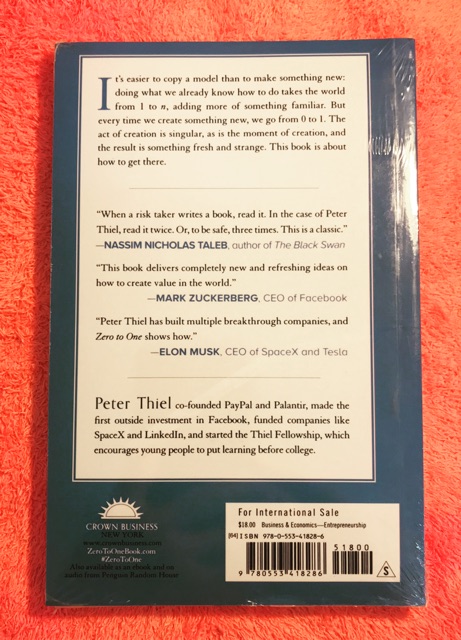 It's easier to copy a model than to make something new:
doing what we already know how to do takes the world
from 1 to n, adding more of something familiar. But
every time we create something new, we go from 0 to 1. The
act of creation is singular, as is the moment of creation, and
the result is something fresh and strange. This book is about
how to get there.
“When a risk taker writes a book, read it. In the case of Peter
Thiel, read it twice. Or, to be safe, three times. This is a classic.”
—NASSIM NICHOLAS TALEB, author of The Black Swan
“This book delivers completely new and refreshing ideas on
how to create value in the world.”
—MARK ZUCKERBERG, CEO of Facebook
“Peter Thiel has built multiple breakthrough companies, and
Zero to One shows how.”
—ELON MUSK, CEO of SpaceX and Tesla
Peter Thiel co-founded PayPal and Palantir, made the
first outside investment in Facebook, funded companies like
SpaceX and LinkedIn, and started the Thiel Fellowship, which
encourages young people to put learning before college.
CROWN BUSINESS
NEW YORK
www.crownbusiness.com
ZeroToOneBook.com
#ZeroToOne
Also available as an ebook and on
audio from Penguin Random House
For International Sale
$18.00 Business & Economics—Entrepreneurship
[64] ISBN 978-0-553-41828-6
51800
9 780553 418286
S